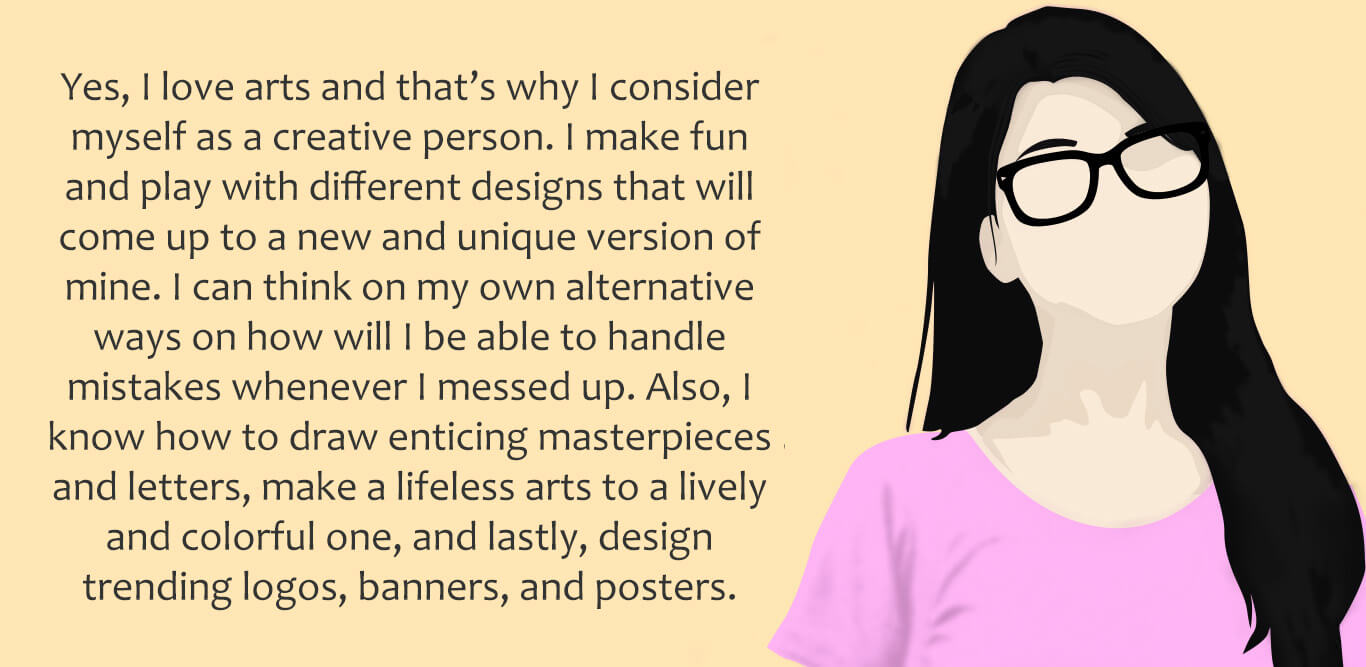 Yes, I love arts and that’s why I consider
myself as a creative person. I make fun
and play with different designs that will
come up to a new and unique version of
mine. I can think on my own alternative
ways on how will I be able to handle
mistakes whenever I messed up. Also, I
know how to draw enticing masterpieces
and letters, make a lifeless arts to a lively
and colorful one, and lastly, design
trending logos, banners, and posters.